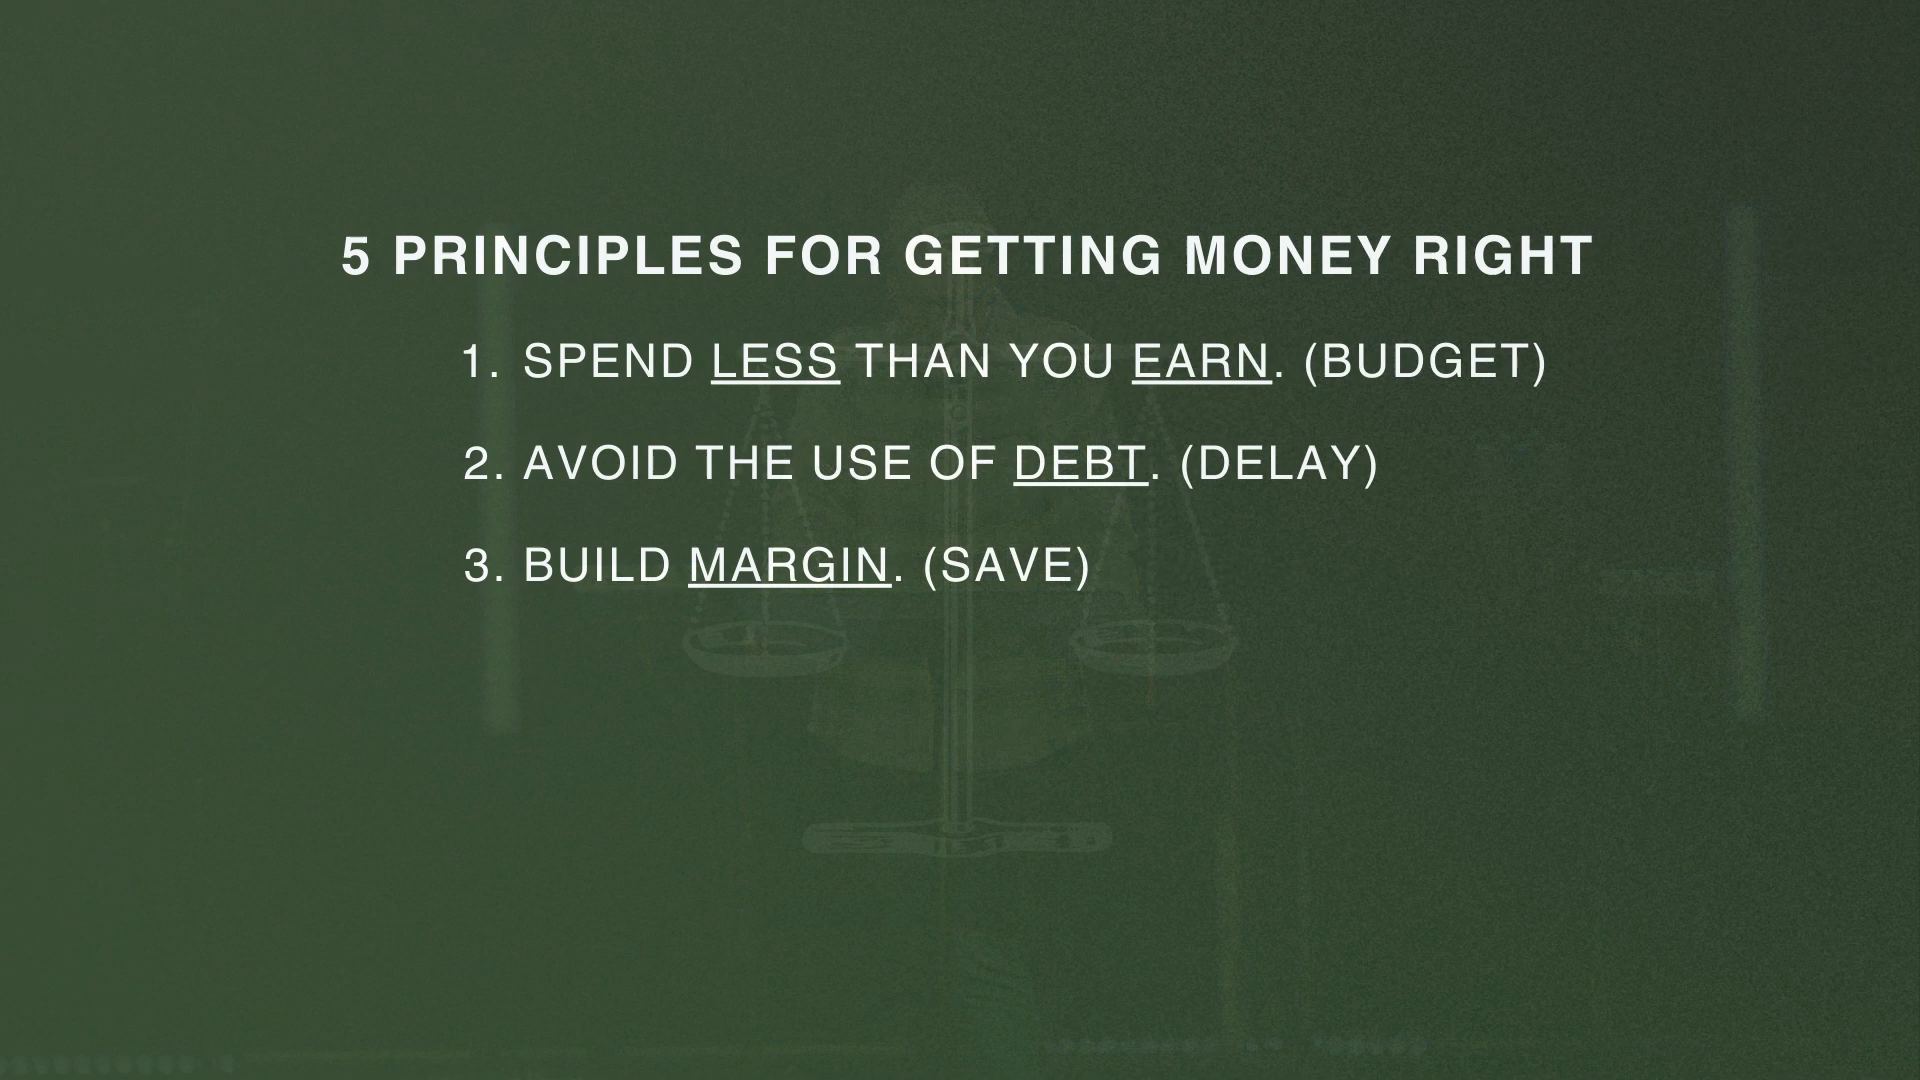 5 PRINCIPLES FOR GETTING MONEY RIGHT
1. SPEND LESS THAN YOU EARN. (BUDGET)
2. AVOID THE USE OF DEBT. (DELAY)
3. BUILD MARGIN. (SAVE)